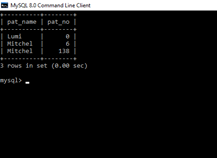 MySQL 8.0 Command Line Client
+----------+--------+
| pat_name | pat_no |
+----------+--------+
| Lumi     |      0 |
| Mitchel  |      6 |
| Mitchel  |    138 |
+----------+--------+
3 rows in set (0.00 sec)
mysql>